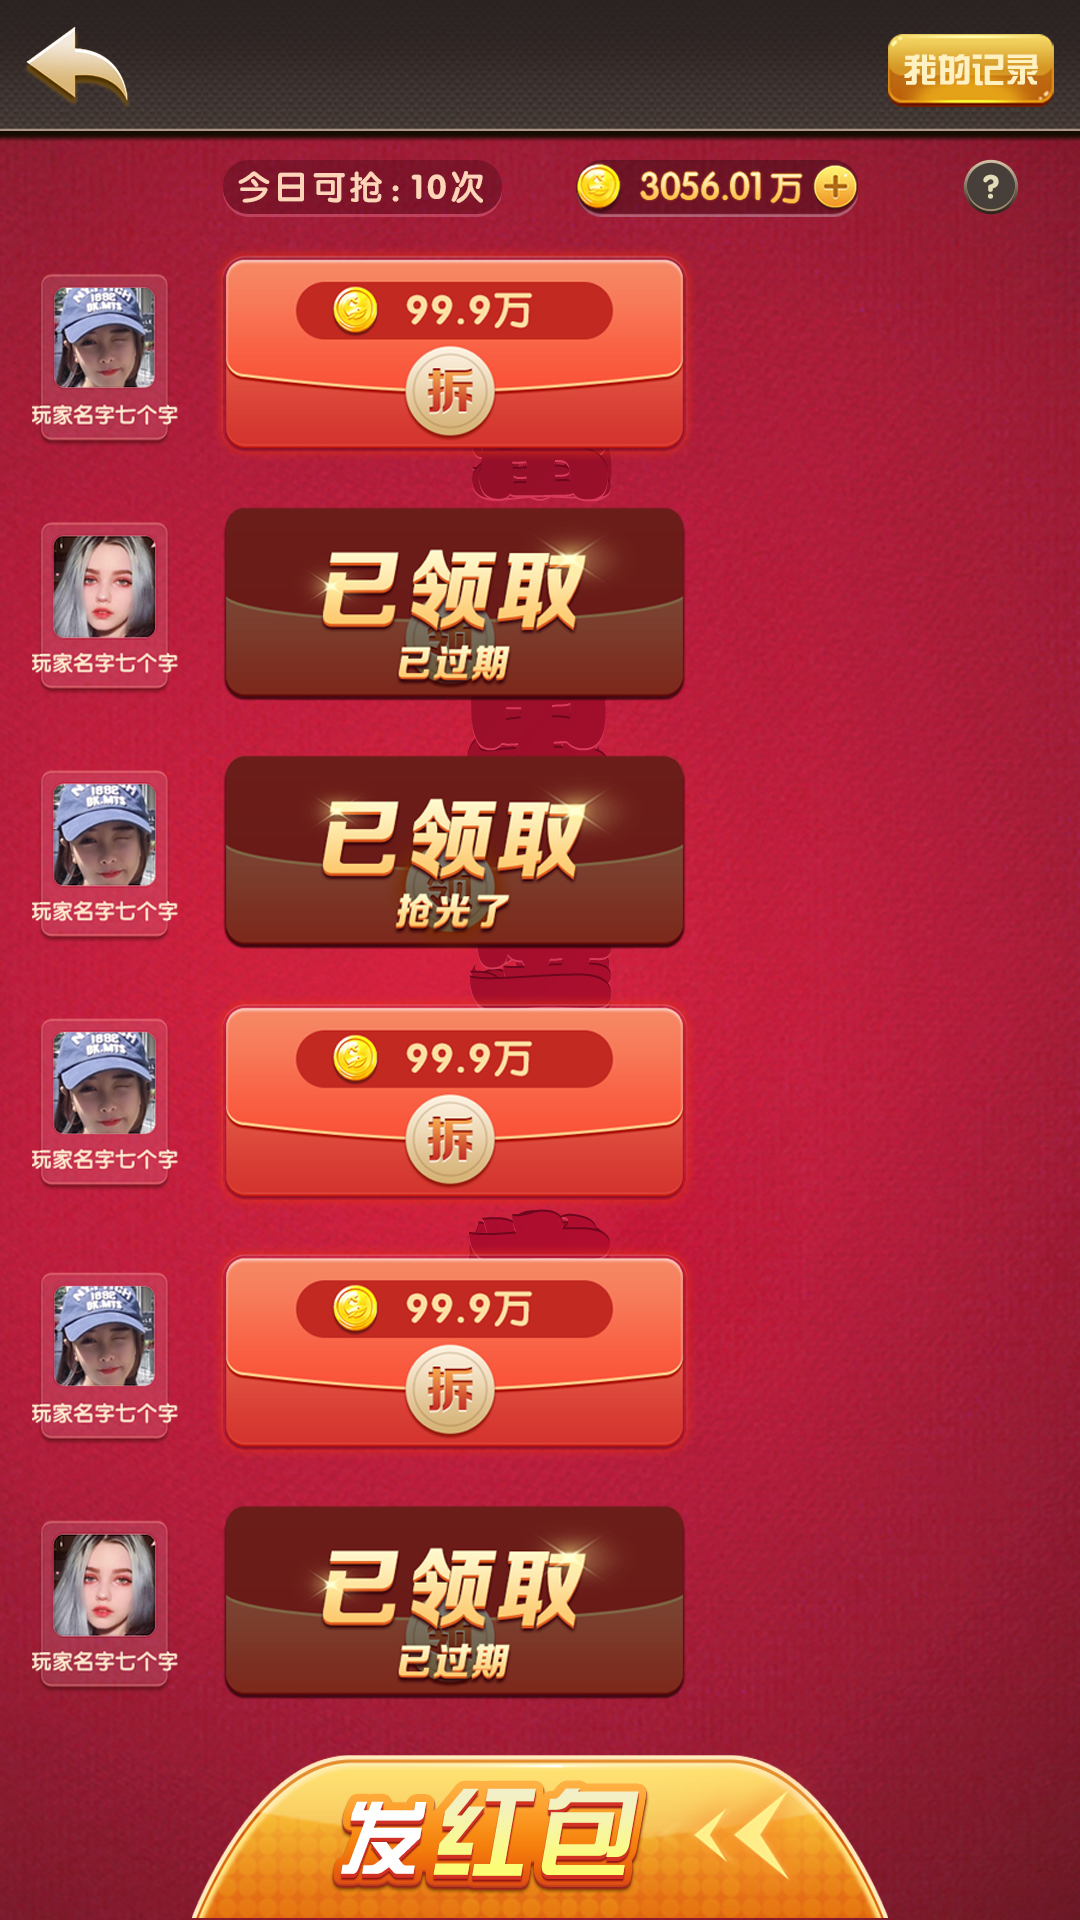 我的记录
今日可抢:10次
3056.01万
?
99.9万
拆
玩家名字七个字
已领取
已过期
玩家名字七个字
已领取
抢光了
玩家名字七个字
99.9万
拆
玩家名字七个字
99.9万
拆
玩家名字七个字
已领取
已过期
玩家名字七个字
发红包